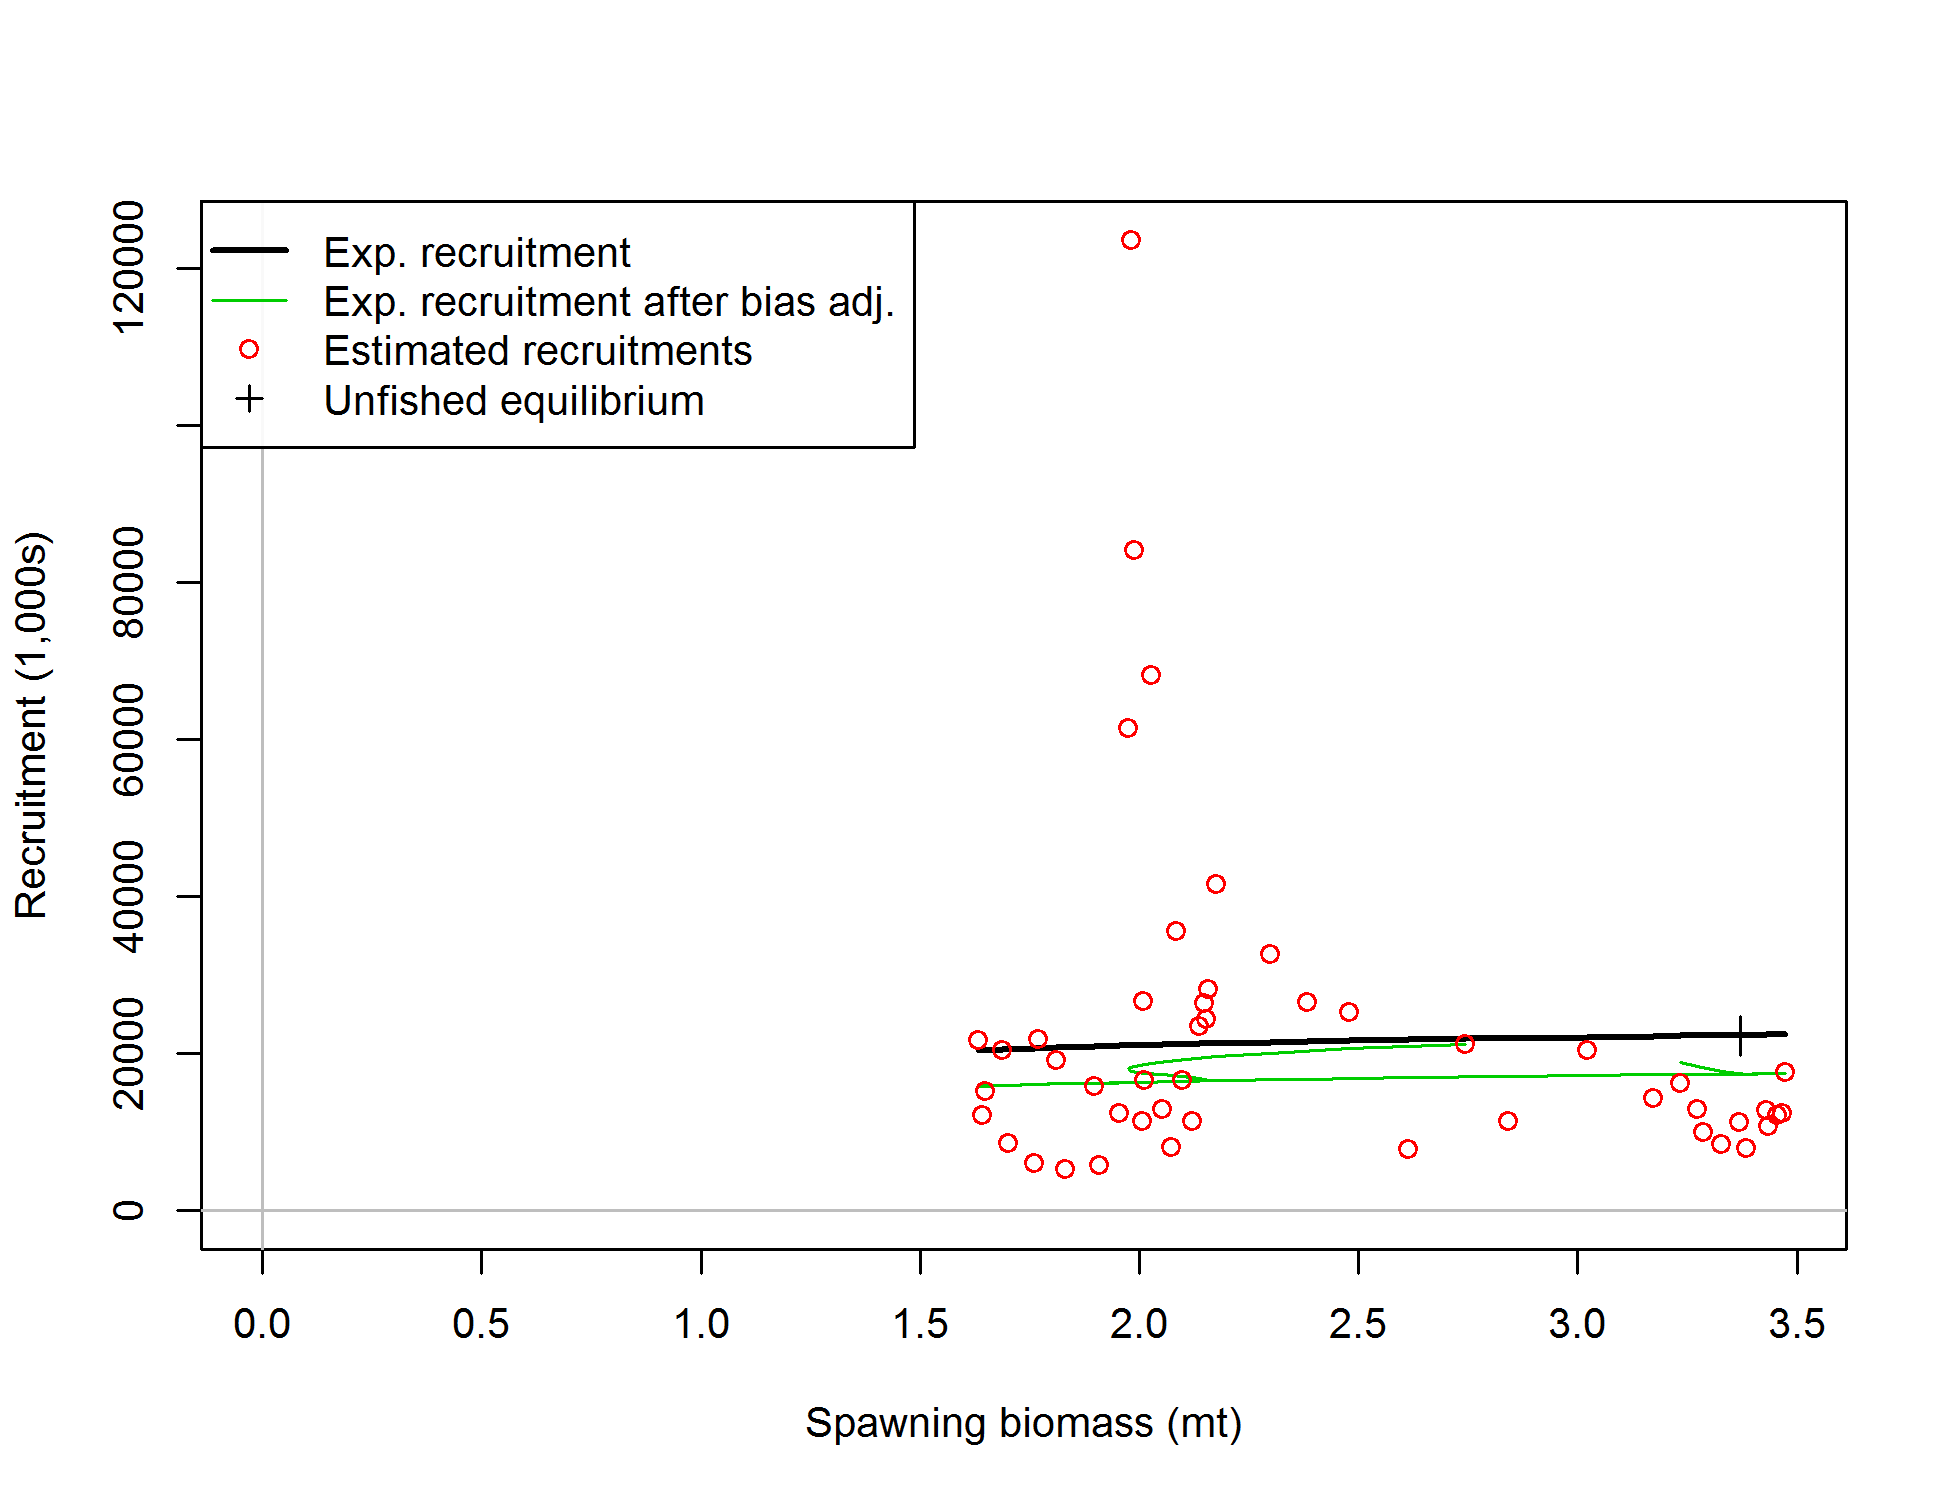 Exp. recruitment
Exp. recruitment after bias adj.
Estimated recruitments
Unfished equilibrium
120000
80000
60000
40000
20000
0
Recruitment (1,000s)
0.0 0.5 1.0 1.5 2.0 2.5 3.0 3.5
Spawning biomass (mt)